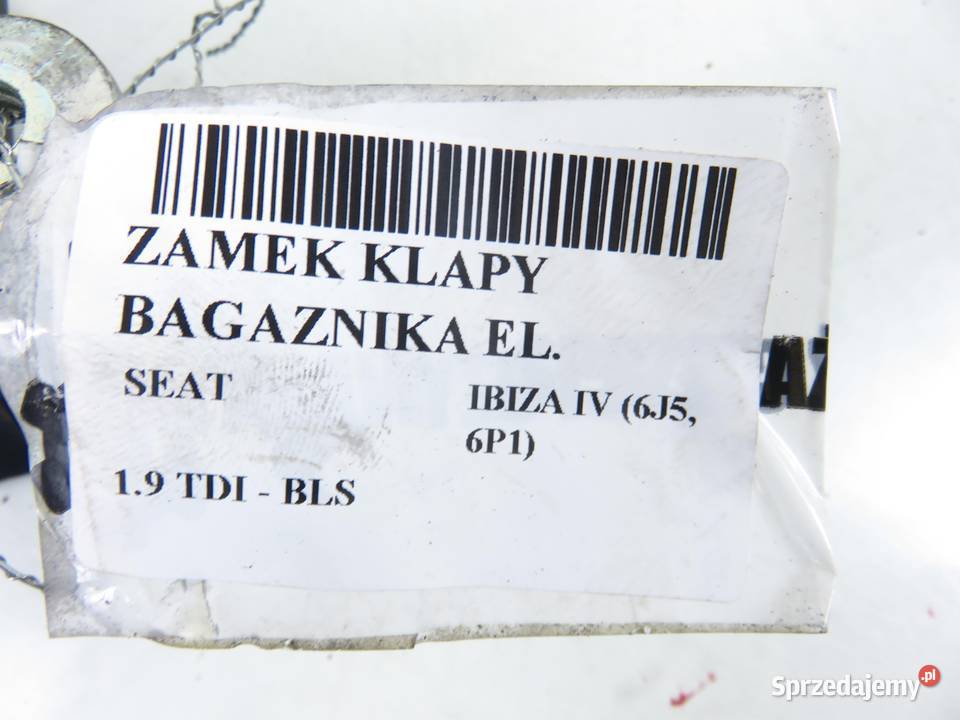 ZAMEK KLAPY
BAGAZNIKA EL.
SEAT
IBIZA IV (6J5,
6P1)
1.9 TDI - BLS
Sprzedajemy.pl